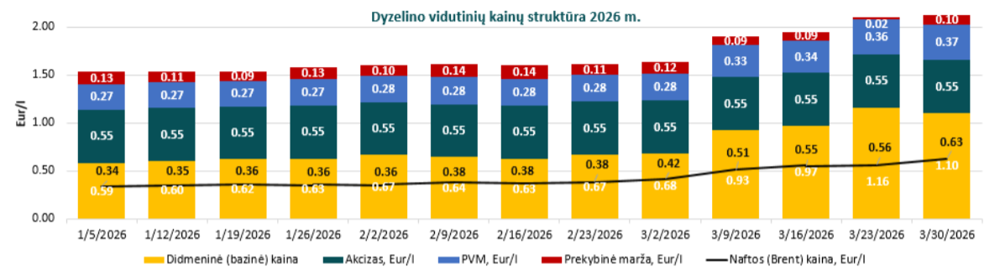 Dyzelino vidutinių kainų struktūra 2026 m.
Eur/l
2.00
1.50
1.00
0.50
0.00
0.13 0.11 0.09 0.13 0.10 0.14 0.14 0.11 0.12 0.09 0.09 0.02 0.10
0.27 0.27 0.27 0.27 0.28 0.28 0.28 0.28 0.28 0.33 0.34 0.36 0.37
0.55 0.55 0.55 0.55 0.55 0.55 0.55 0.55 0.55 0.55 0.55 0.55 0.55
0.34 0.35 0.36 0.36 0.36 0.38 0.38 0.38 0.42 0.51 0.55 0.56 0.63
0.59 0.60 0.62 0.63 0.67 0.64 0.63 0.67 0.68 0.93 0.97 1.16 1.10
1/5/2026 1/12/2026 1/19/2026 1/26/2026 2/2/2026 2/9/2026 2/16/2026 2/23/2026 3/2/2026 3/9/2026 3/16/2026 3/23/2026 3/30/2026
Didmeninė (bazinė) kaina Akcizas, Eur/l PVM, Eur/l Prekybinė marža, Eur/l Naftos (Brent) kaina, Eur/l